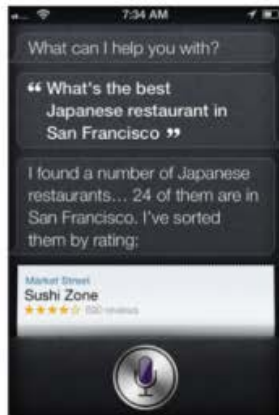 7:34 AM
What can I help you with?
“ What's the best
Japanese restaurant in
San Francisco ”
I found a number of Japanese
restaurants... 24 of them are in
San Francisco. I've sorted
them by rating:
Market Street
Sushi Zone
reviews